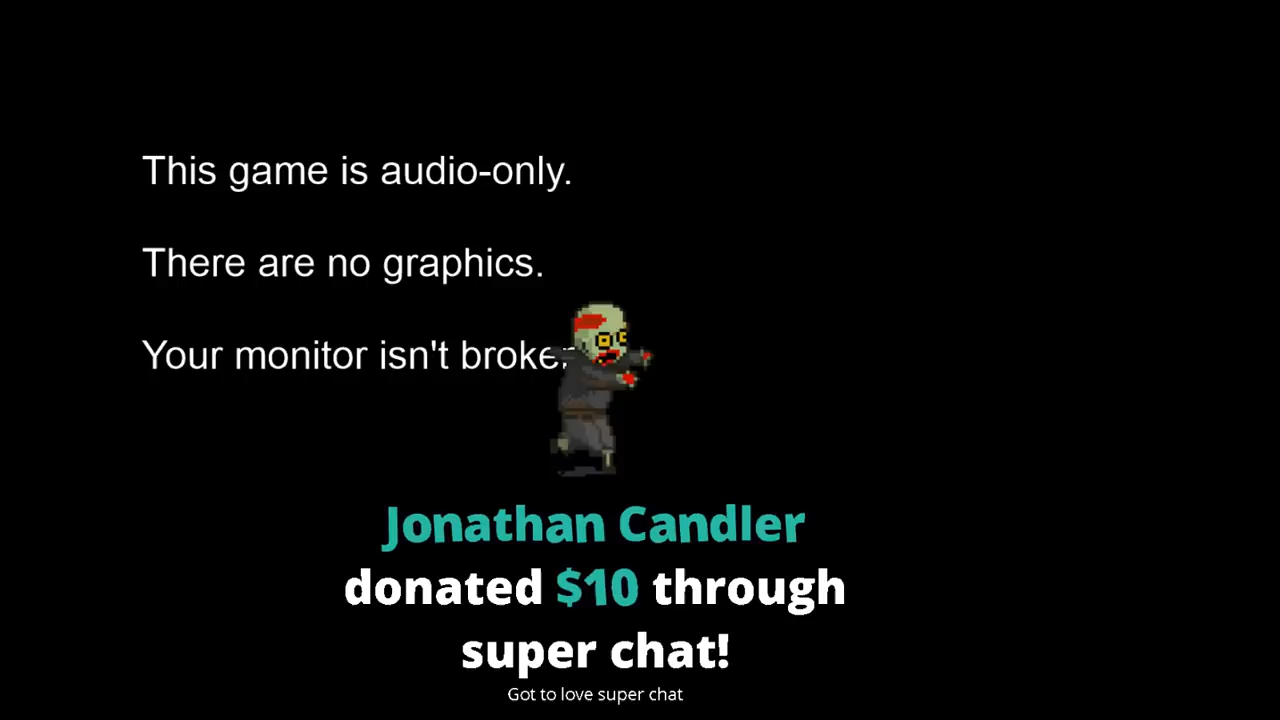 This game is audio-only.
There are no graphics.
Your monitor isn't broken
Jonathan Candler
donated $10 through
super chat!
Got to love super chat